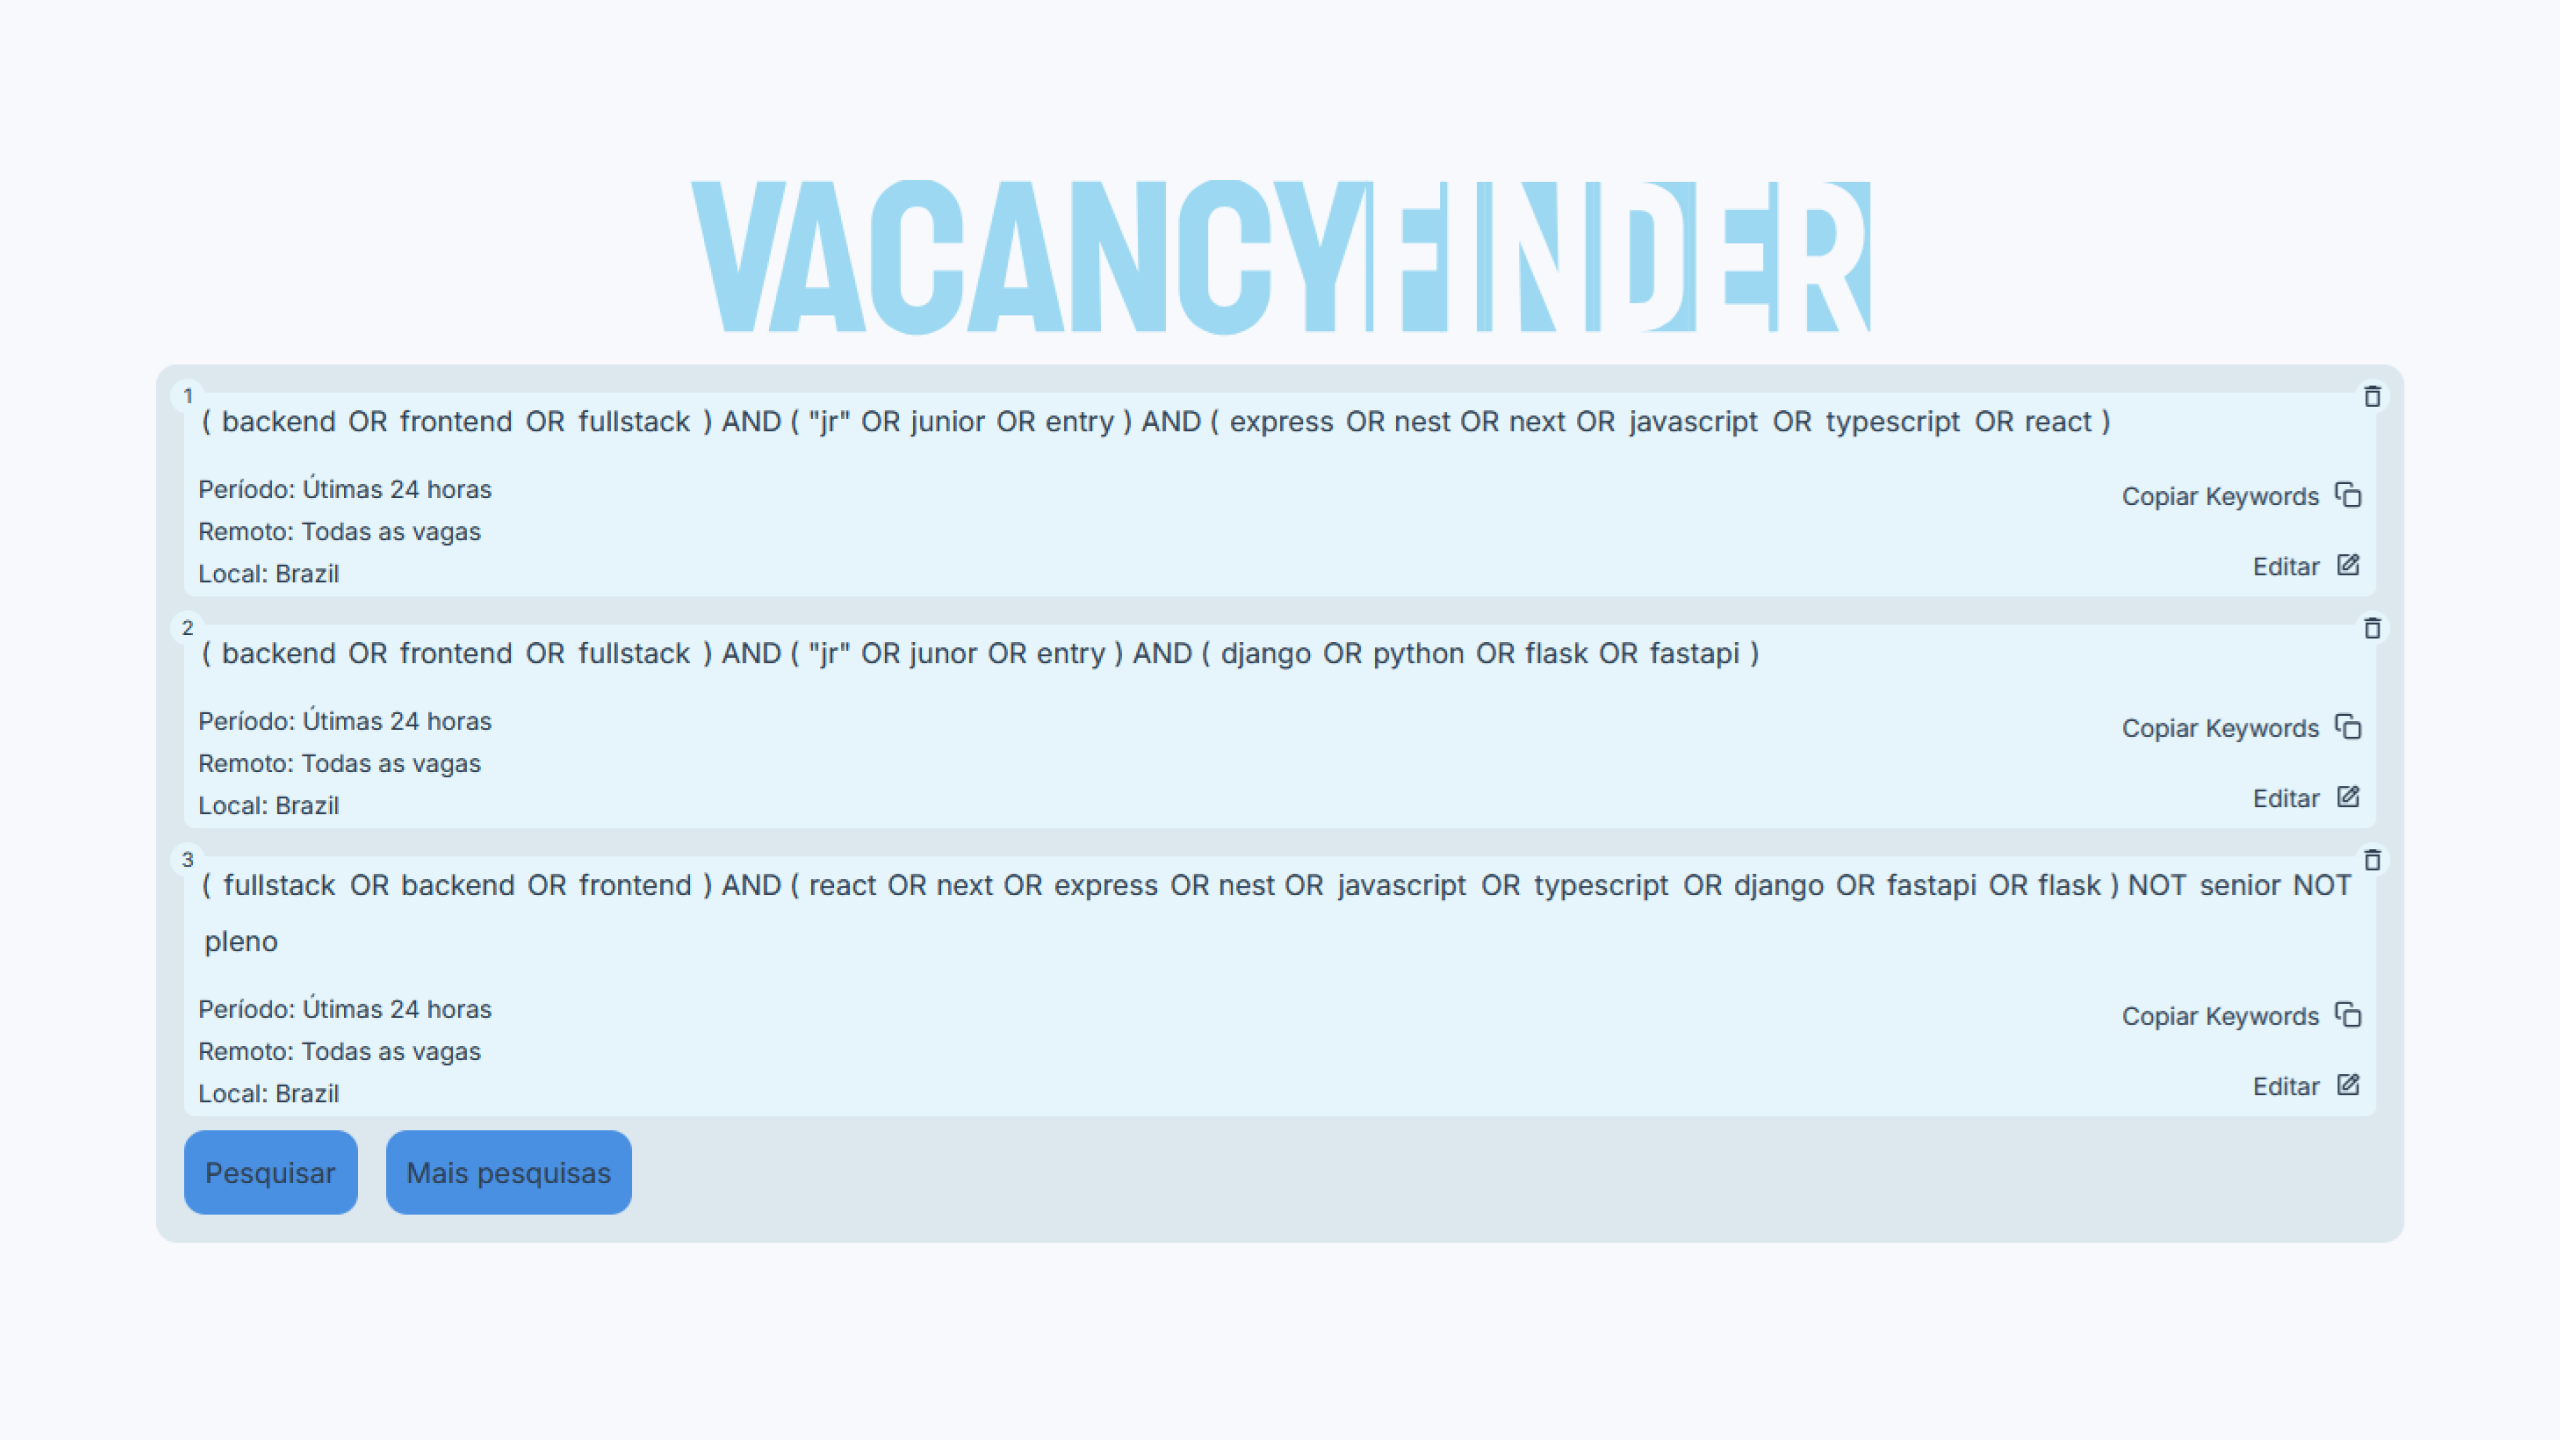 VACANCYFINDER
1
( backend OR frontend OR fullstack ) AND ( "jr" OR junior OR entry ) AND ( express OR nest OR next OR javascript OR typescript OR react )
Período: Útimas 24 horas
Copiar Keywords
Remoto: Todas as vagas
Local: Brazil
Editar
2
( backend OR frontend OR fullstack ) AND ( "jr" OR junor OR entry ) AND ( django OR python OR flask OR fastapi )
Período: Útimas 24 horas
Copiar Keywords
Remoto: Todas as vagas
Local: Brazil
Editar
3
( fullstack OR backend OR frontend ) AND ( react OR next OR express OR nest OR javascript OR typescript OR django OR fastapi OR flask ) NOT senior NOT
pleno
Período: Útimas 24 horas
Copiar Keywords
Remoto: Todas as vagas
Local: Brazil
Editar
Pesquisar
Mais pesquisas